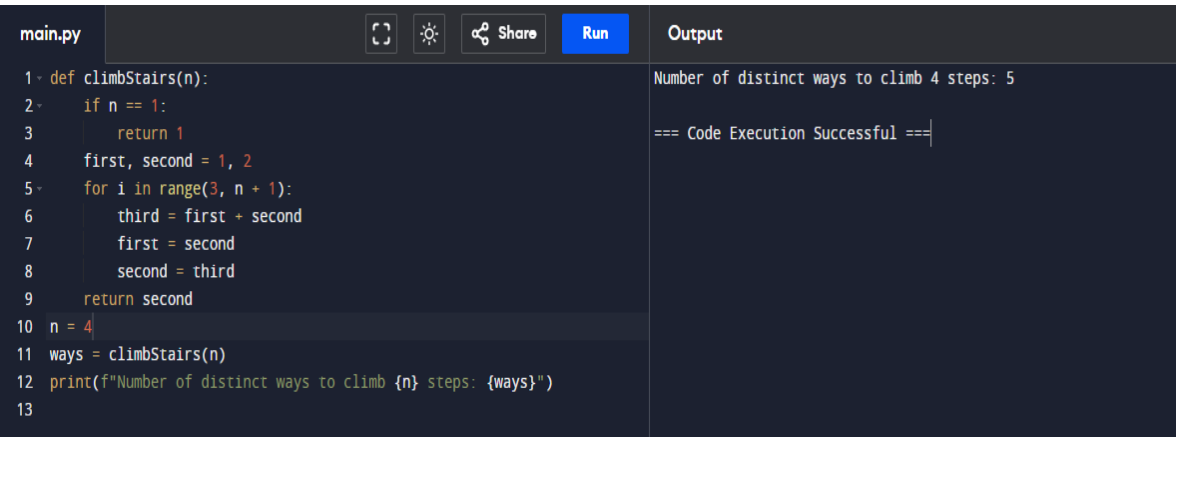 main.py Share Run Output
1 def climbStairs(n):
2     if n == 1:
3         return 1
4     first, second = 1, 2
5     for i in range(3, n + 1):
6         third = first + second
7         first = second
8         second = third
9     return second
10 n = 4
11 ways = climbStairs(n)
12 print(f"Number of distinct ways to climb {n} steps: {ways}")
13
Number of distinct ways to climb 4 steps: 5
=== Code Execution Successful ===